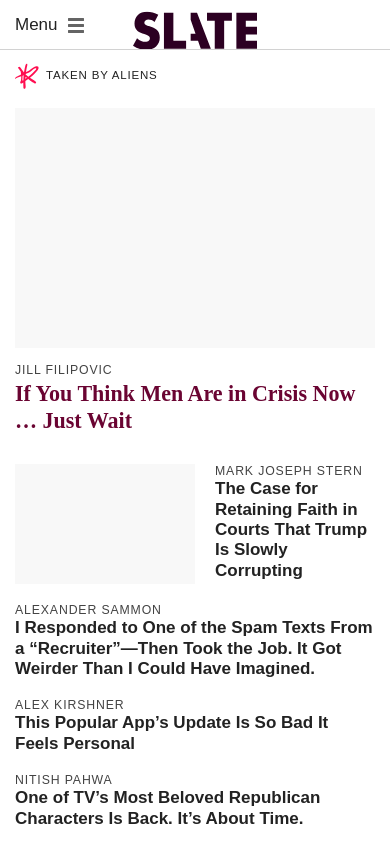 Menu
SLATE
TAKEN BY ALIENS
JILL FILIPOVIC
If You Think Men Are in Crisis Now
… Just Wait
MARK JOSEPH STERN
The Case for
Retaining Faith in
Courts That Trump
Is Slowly
Corrupting
ALEXANDER SAMMON
I Responded to One of the Spam Texts From
a “Recruiter”—Then Took the Job. It Got
Weirder Than I Could Have Imagined.
ALEX KIRSHNER
This Popular App’s Update Is So Bad It
Feels Personal
NITISH PAHWA
One of TV’s Most Beloved Republican
Characters Is Back. It’s About Time.